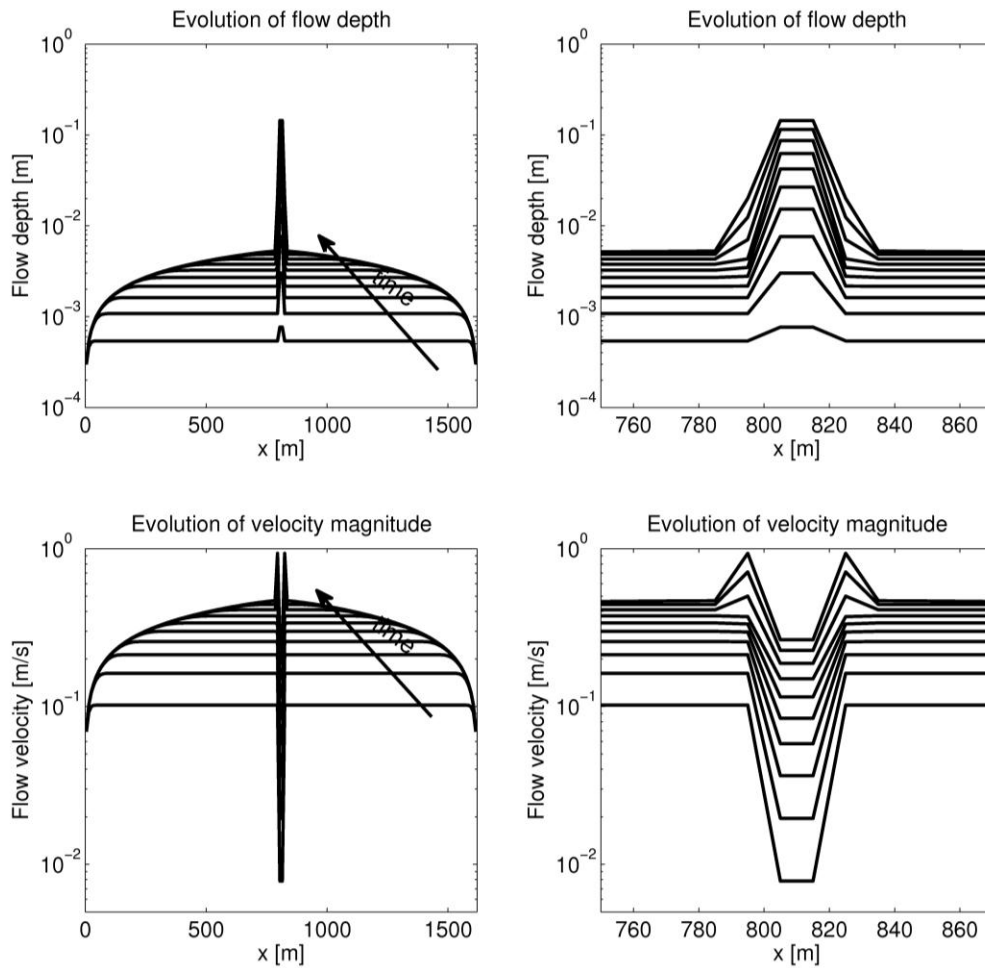 Evolution of flow depth
Flow depth [m]
10^0
10^-1
10^-2
10^-3
10^-4
time
0 500 1000 1500
x [m]
Evolution of flow depth
Flow depth [m]
10^0
10^-1
10^-2
10^-3
10^-4
760 780 800 820 840 860
x [m]
Evolution of velocity magnitude
Flow velocity [m/s]
10^0
10^-1
10^-2
time
0 500 1000 1500
x [m]
Evolution of velocity magnitude
Flow velocity [m/s]
10^0
10^-1
10^-2
760 780 800 820 840 860
x [m]